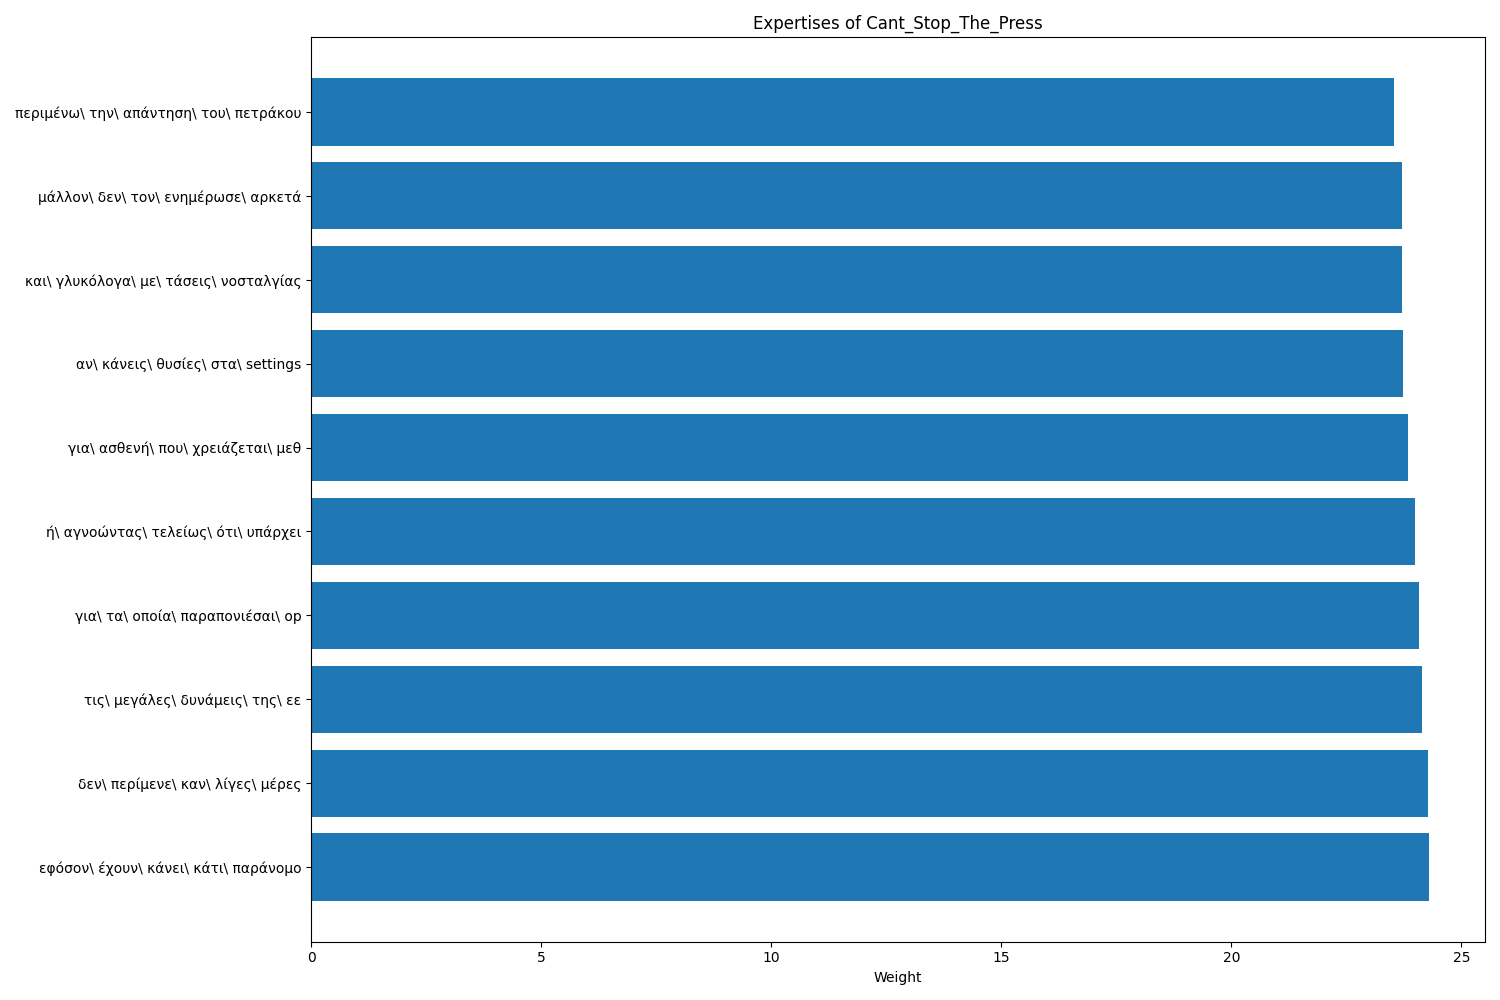 Expertises of Cant_Stop_The_Press
περιμένω\ την\ απάντηση\ του\ πετράκου
μάλλον\ δεν\ τον\ ενημέρωσε\ αρκετά
και\ γλυκόλογα\ με\ τάσεις\ νοσταλγίας
αν\ κάνεις\ θυσίες\ στα\ settings
για\ ασθενή\ που\ χρειάζεται\ μεθ
ή\ αγνοώντας\ τελείως\ ότι\ υπάρχει
για\ τα\ οποία\ παραπονιέσαι\ op
τις\ μεγάλες\ δυνάμεις\ της\ εε
δεν\ περίμενε\ καν\ λίγες\ μέρες
εφόσον\ έχουν\ κάνει\ κάτι\ παράνομο
0 5 10 15 20 25
Weight